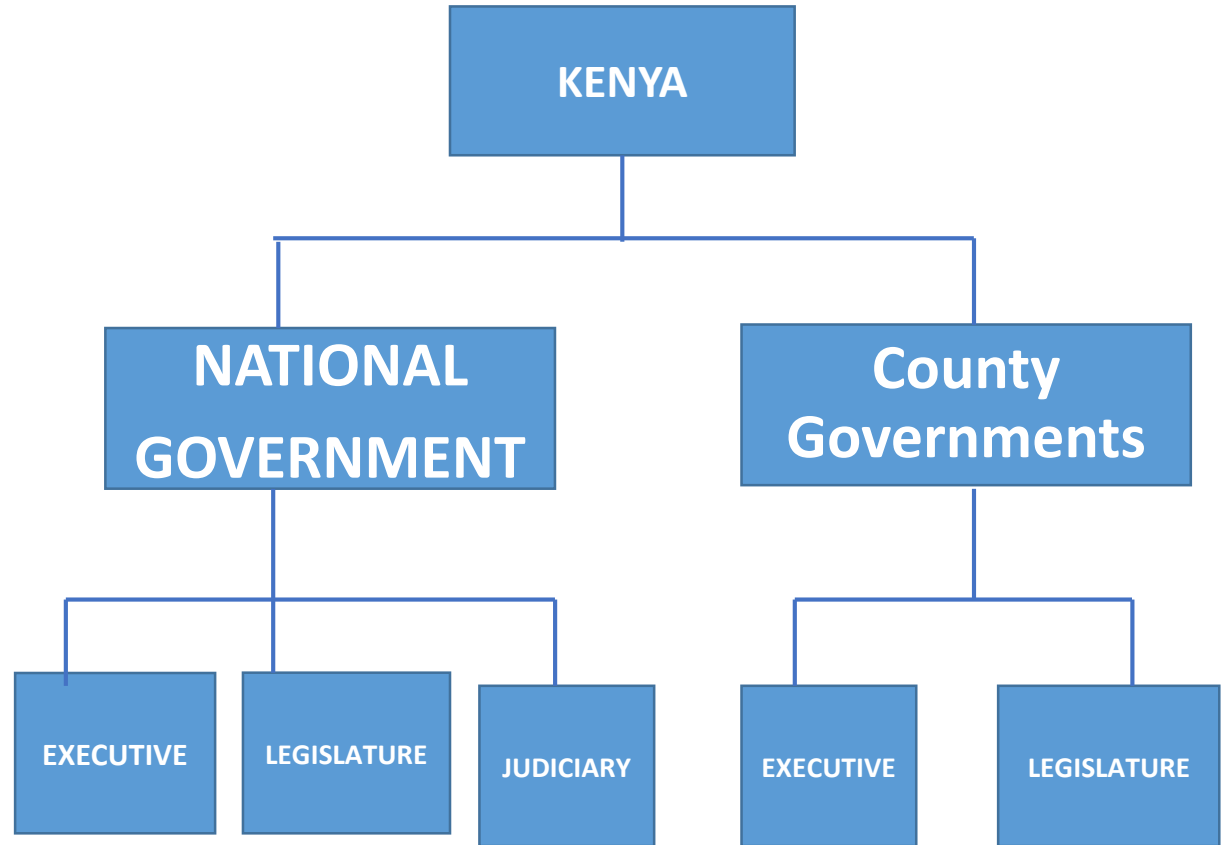 KENYA
NATIONAL
GOVERNMENT
County
Governments
EXECUTIVE
LEGISLATURE
JUDICIARY
EXECUTIVE
LEGISLATURE